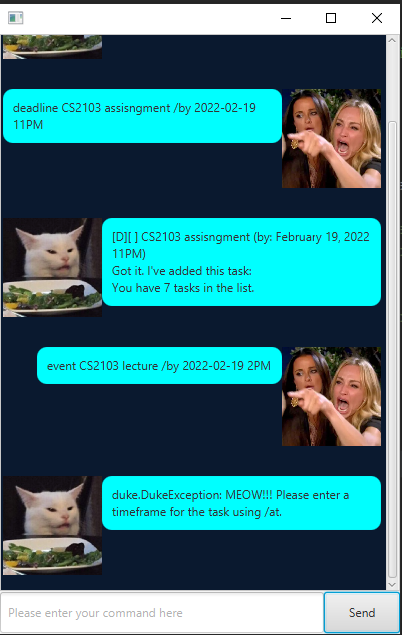 deadline CS2103 assisngment /by 2022-02-19
11PM
[D][ ] CS2103 assisngment (by: February 19, 2022
11PM)
Got it. I've added this task:
You have 7 tasks in the list.
event CS2103 lecture /by 2022-02-19 2PM
duke.DukeException: MEOW!!! Please enter a
timeframe for the task using /at.
Please enter your command here
Send